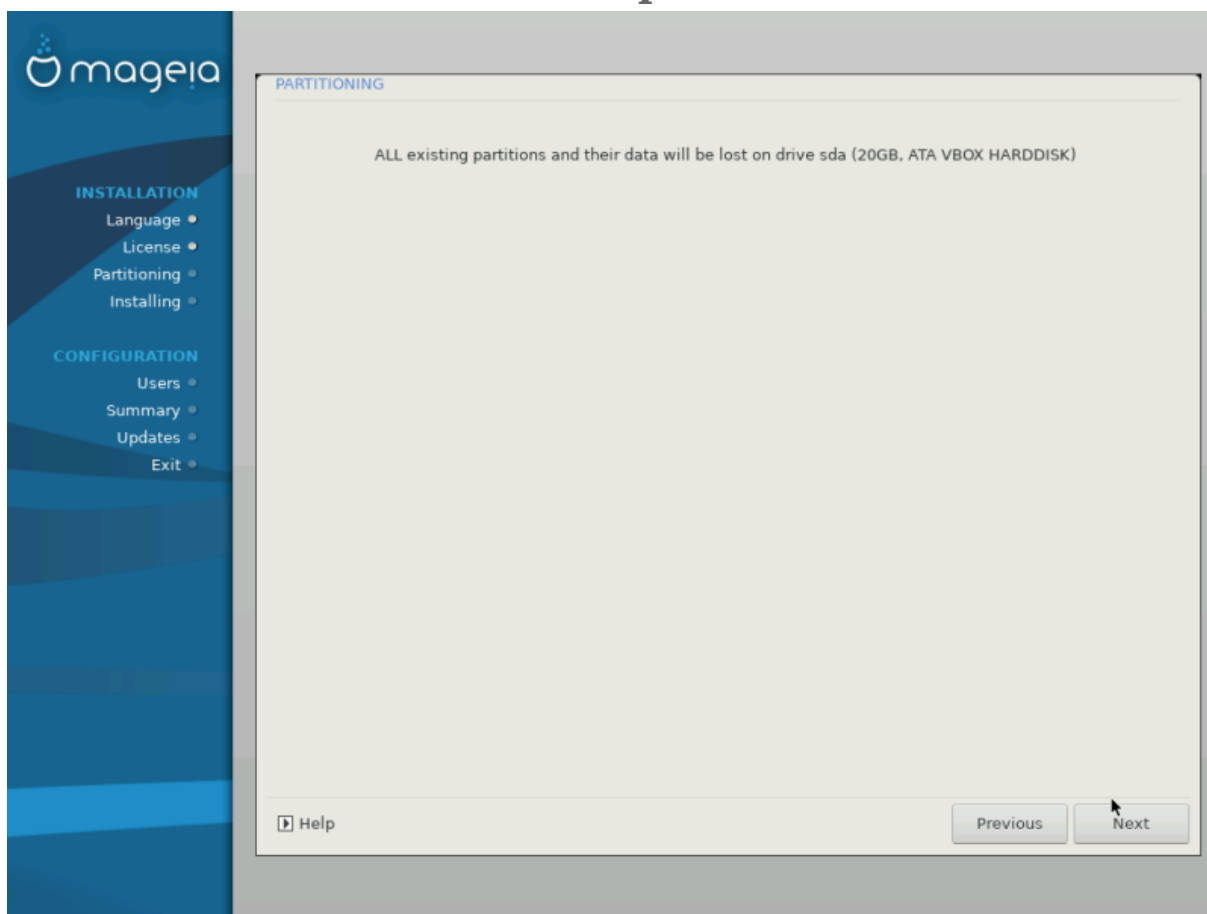 mageia
INSTALLATION
Language
License
Partitioning
Installing
CONFIGURATION
Users
Summary
Updates
Exit
PARTITIONING
ALL existing partitions and their data will be lost on drive sda (20GB, ATA VBOX HARDDISK)
Help
Previous
Next